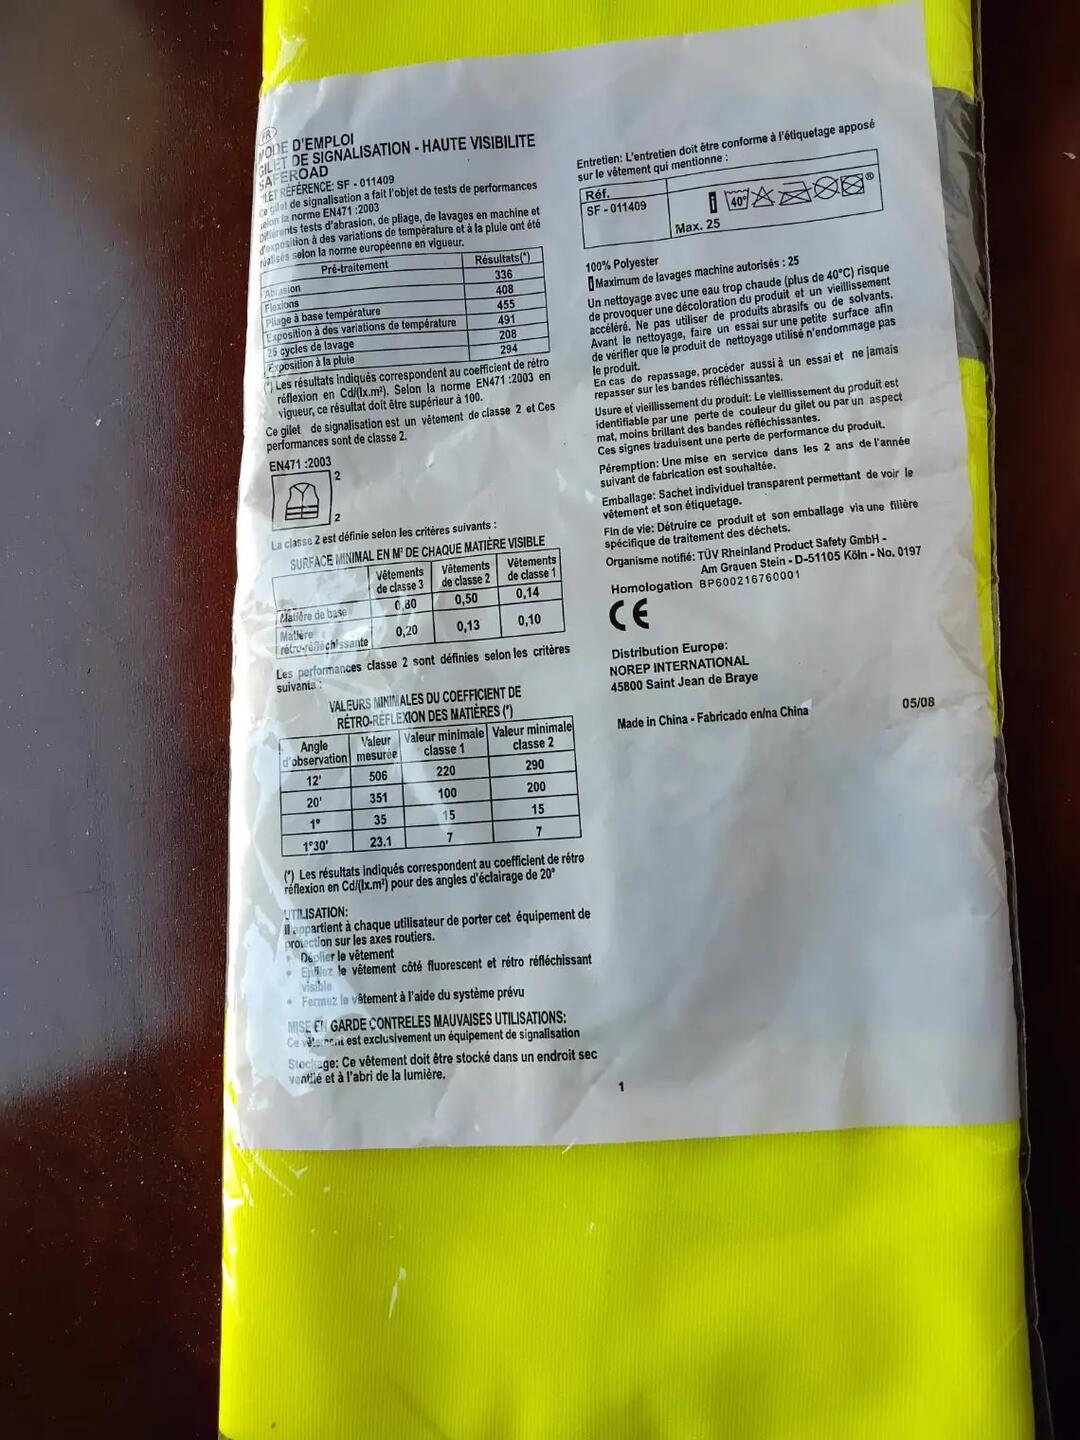 FR
MODE D'EMPLOI
GILET DE SIGNALISATION - HAUTE VISIBILITE
SAFEROAD
RÉFÉRENCE: SF - 011409
Ce gilet de signalisation a fait l'objet de tests de performances
selon la norme EN471 :2003
Différents tests d'abrasion, de pliage, de lavages en machine et
d'exposition à des variations de température et à la pluie ont été
réalisés selon la norme européenne en vigueur.
Pré-traitement Résultats(*)
Abrasion 336
Flexions 408
Pliage à base température 455
Exposition à des variations de température 491
25 cycles de lavage 208
Exposition à la pluie 294
(*) Les résultats indiqués correspondent au coefficient de rétro
réflexion en Cd/(lx.m²). Selon la norme EN471 :2003 en
vigueur, ce résultat doit être supérieur à 100.
Ce gilet de signalisation est un vêtement de classe 2 et Ces
performances sont de classe 2.
EN471 :2003
2
2
La classe 2 est définie selon les critères suivants :
SURFACE MINIMAL EN M² DE CHAQUE MATIÈRE VISIBLE
Vêtements de classe 3 Vêtements de classe 2 Vêtements de classe 1
Matière de base 0,80 0,50 0,14
Matière rétro-réfléchissante 0,20 0,13 0,10
Les performances classe 2 sont définies selon les critères
suivants :
VALEURS MINIMALES DU COEFFICIENT DE
RÉTRO-RÉFLEXION DES MATIÈRES (*)
Angle d'observation Valeur mesurée Valeur minimale classe 1 Valeur minimale classe 2
12' 506 220 290
20' 351 100 200
1° 35 15 15
1°30' 23.1 7 7
(*) Les résultats indiqués correspondent au coefficient de rétro
réflexion en Cd/(lx.m²) pour des angles d'éclairage de 20°
UTILISATION:
Il appartient à chaque utilisateur de porter cet équipement de
protection sur les axes routiers.
• Déplier le vêtement
• Enfilez le vêtement côté fluorescent et rétro réfléchissant
visible
• Fermez le vêtement à l'aide du système prévu
MISE EN GARDE CONTRELES MAUVAISES UTILISATIONS:
Ce vêtement est exclusivement un équipement de signalisation
Stockage: Ce vêtement doit être stocké dans un endroit sec
ventilé et à l'abri de la lumière.
Entretien: L'entretien doit être conforme à l'étiquetage apposé
sur le vêtement qui mentionne :
Réf.
SF - 011409
40°
®
Max. 25
100% Polyester
Maximum de lavages machine autorisés : 25
Un nettoyage avec une eau trop chaude (plus de 40°C) risque
de provoquer une décoloration du produit et un vieillissement
accéléré. Ne pas utiliser de produits abrasifs ou de solvants.
Avant le nettoyage, faire un essai sur une petite surface afin
de vérifier que le produit de nettoyage utilisé n'endommage pas
le produit.
En cas de repassage, procéder aussi à un essai et ne jamais
repasser sur les bandes réfléchissantes.
Usure et vieillissement du produit: Le vieillissement du produit est
identifiable par une perte de couleur du gilet ou par un aspect
mat, moins brillant des bandes réfléchissantes.
Ces signes traduisent une perte de performance du produit.
Péremption: Une mise en service dans les 2 ans de l'année
suivant de fabrication est souhaitée.
Emballage: Sachet individuel transparent permettant de voir le
vêtement et son étiquetage.
Fin de vie: Détruire ce produit et son emballage via une filière
spécifique de traitement des déchets.
Organisme notifié: TÜV Rheinland Product Safety GmbH -
Am Grauen Stein - D-51105 Köln - No. 0197
Homologation BP600216760001
CE
Distribution Europe:
NOREP INTERNATIONAL
45800 Saint Jean de Braye
Made in China - Fabricado en/na China
05/08
1